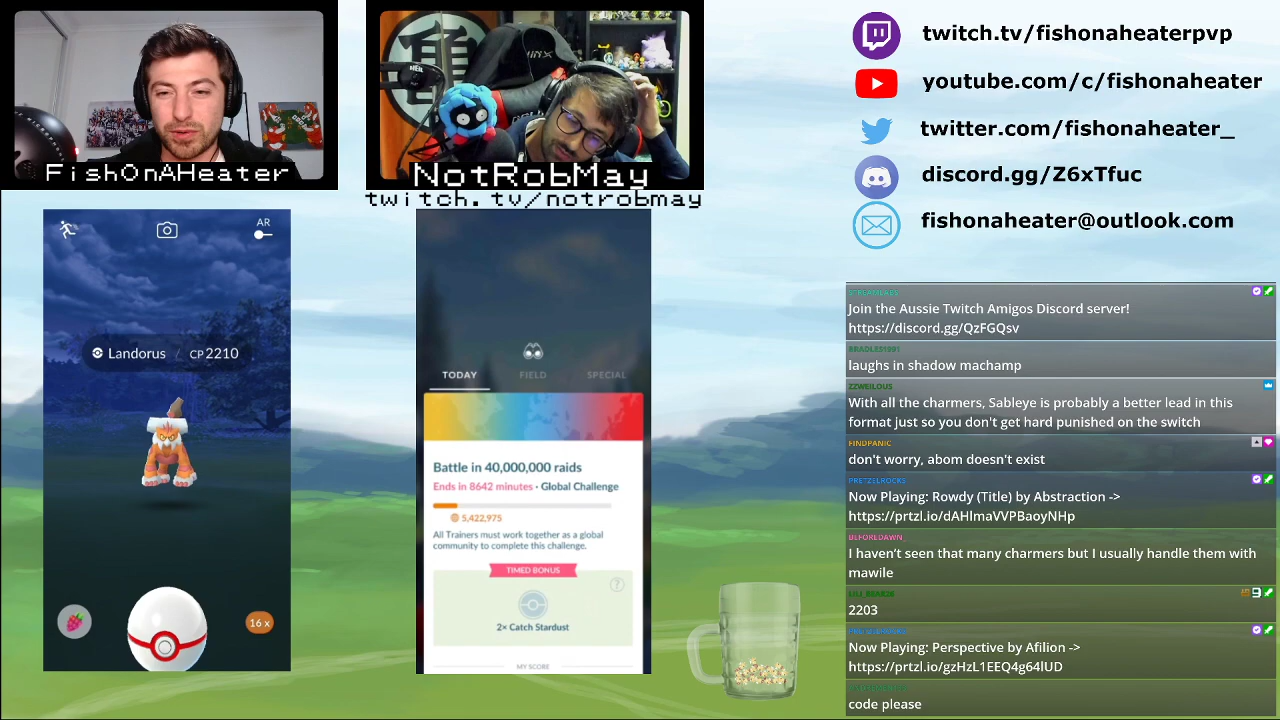 FishOnAHeater
NotRobMay
twitch.tv/notrobmay
twitch.tv/fishonaheaterpvp
youtube.com/c/fishonaheater
twitter.com/fishonaheater_
discord.gg/Z6xTfuc
fishonaheater@outlook.com
AR
Landorus / CP2210
16 x
TODAY FIELD SPECIAL
Battle in 40,000,000 raids
Ends in 8642 minutes · Global Challenge
5,422,975
All Trainers must work together as a global
community to complete this challenge.
TIMED BONUS
?
2× Catch Stardust
MY SCORE
STREAMLABS
Join the Aussie Twitch Amigos Discord server!
https://discord.gg/QzFGQsv
laughs in shadow machamp
ZZWEILOUS
With all the charmers, Sableye is probably a better lead in this
format just so you don't get hard punished on the switch
FINDPANIC
don't worry, abom doesn't exist
PRETZELROCKS
Now Playing: Rowdy (Title) by Abstraction ->
https://prtzl.io/dAHlmaVVPBaoyNHp
BEFOREDAWN_
I haven't seen that many charmers but I usually handle them with
mawile
2203
PRETZELROCKS
Now Playing: Perspective by Afilion ->
https://prtzl.io/gzHzL1EEQ4g64lUD
code please